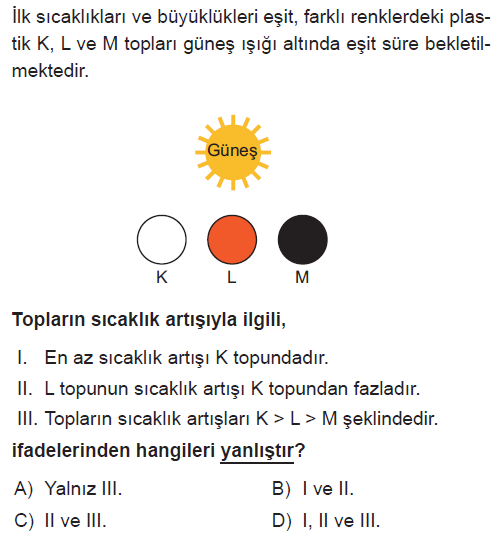 İlk sıcaklıkları ve büyüklükleri eşit, farklı renklerdeki plas-
tik K, L ve M topları güneş ışığı altında eşit süre bekletil-
mektedir.
Güneş
K L M
Topların sıcaklık artışıyla ilgili,
I. En az sıcaklık artışı K topundadır.
II. L topunun sıcaklık artışı K topundan fazladır.
III. Topların sıcaklık artışları K > L > M şeklindedir.
ifadelerinden hangileri yanlıştır?
A) Yalnız III. B) I ve II.
C) II ve III. D) I, II ve III.